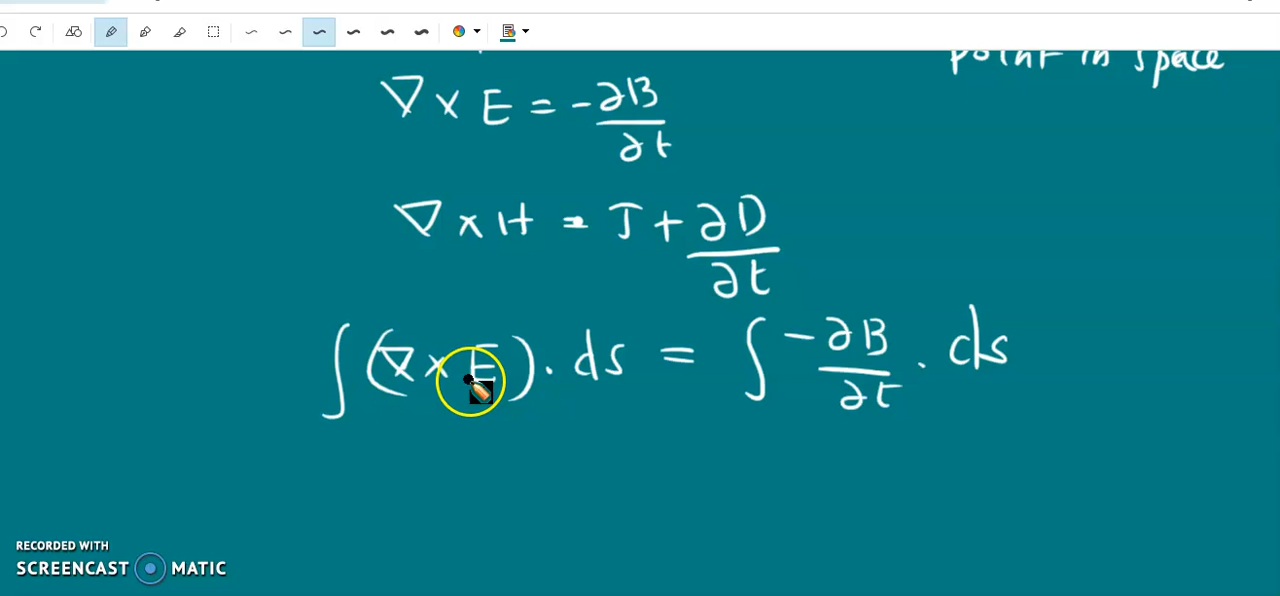 point in space
∇ × E = -∂B/∂t
∇ × H = J + ∂D/∂t
∫(∇ × E) . ds = ∫ -∂B/∂t . ds
RECORDED WITH
SCREENCAST MATIC